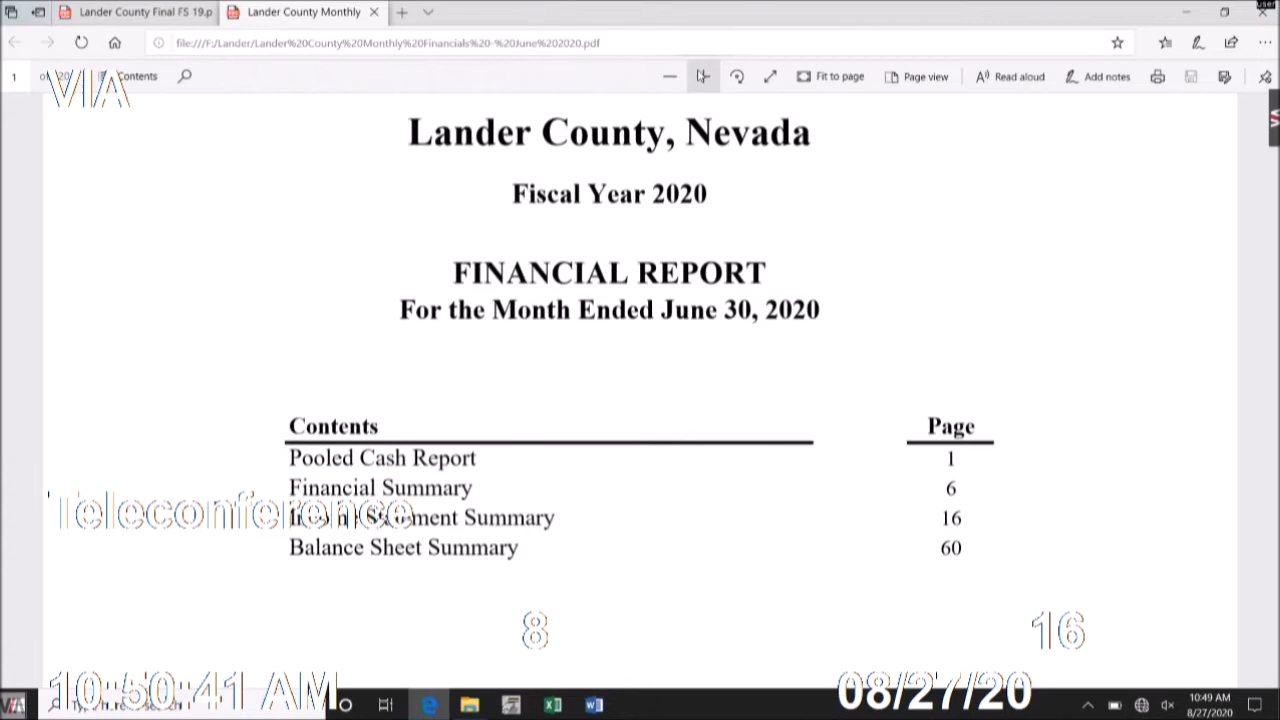 Lander County Final FS 19.p
Lander County Monthly
file:///F:/Lander/Lander%20County%20Monthly%20Financials%20-%20June%202020.pdf
1
Contents
Fit to page
Page view
Read aloud
Add notes
VIA
Lander County, Nevada
Fiscal Year 2020
FINANCIAL REPORT
For the Month Ended June 30, 2020
Contents Page
Pooled Cash Report 1
Financial Summary 6
Teleconference
Statement Summary 16
Balance Sheet Summary 60
8 16
10:50:41 AM 08/27/20
10:49 AM
8/27/2020